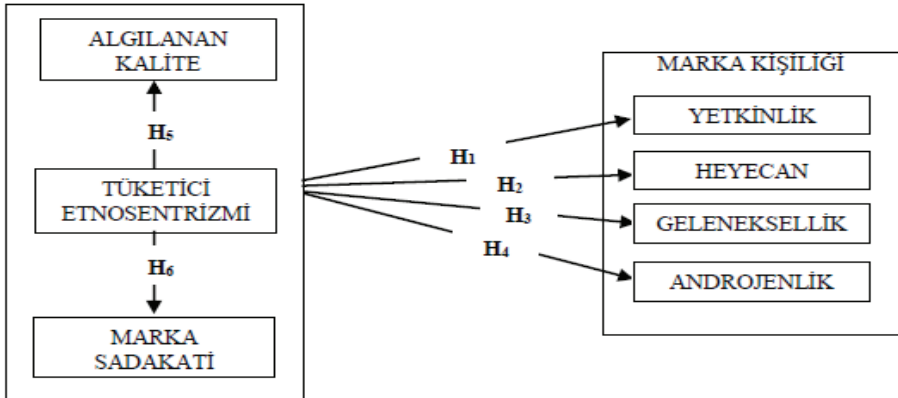 ALGILANAN
KALİTE
H₅
TÜKETİCİ
ETNOSENTRİZMİ
H₆
MARKA
SADAKATİ
H₁
H₂
H₃
H₄
MARKA KİŞİLİĞİ
YETKİNLİK
HEYECAN
GELENEKSELLİK
ANDROJENLİK